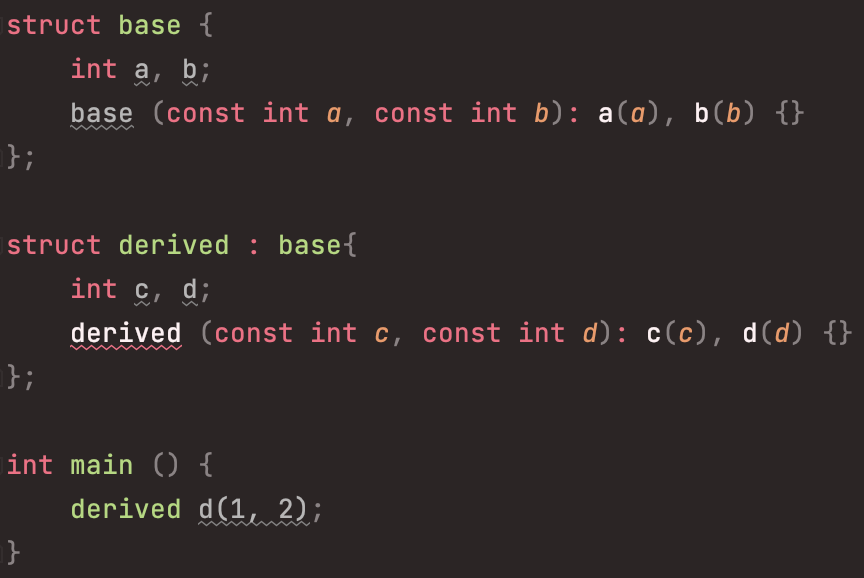 struct base {
    int a, b;
    base (const int a, const int b): a(a), b(b) {}
};

struct derived : base{
    int c, d;
    derived (const int c, const int d): c(c), d(d) {}
};

int main () {
    derived d(1, 2);
}